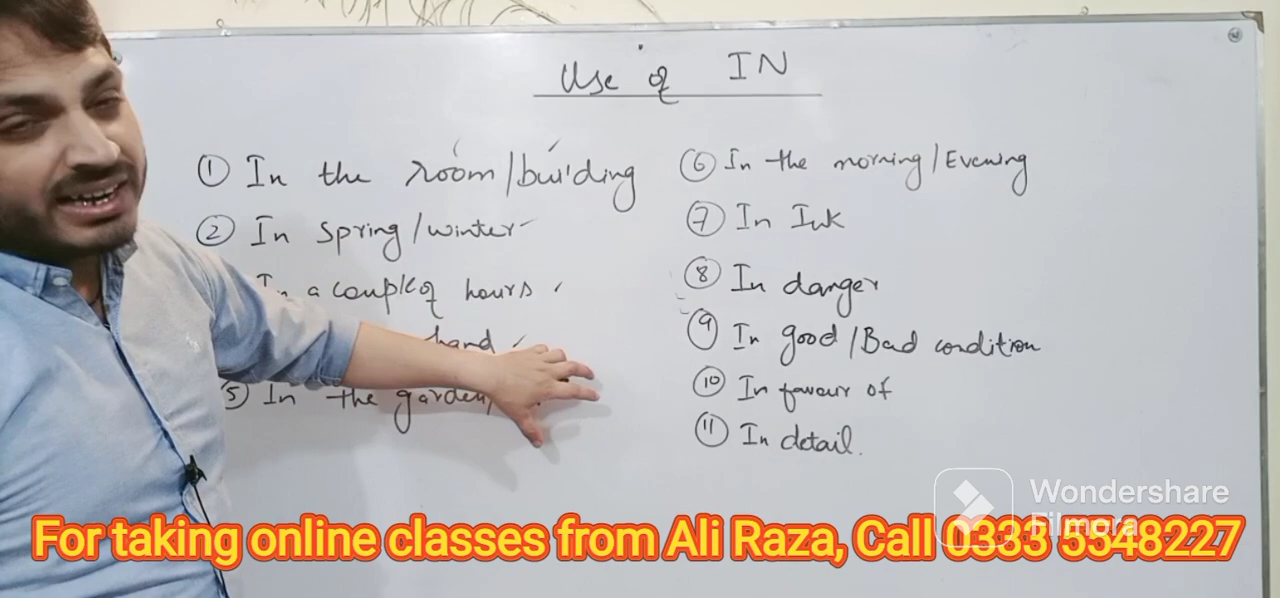 Use of IN
① In the room/building
② In spring/winter
In a couple of hours
hand
⑤ In the garden/
⑥ In the morning/Evening
⑦ In Ink
⑧ In danger
⑨ In good/Bad condition
⑩ In favour of
⑪ In detail.
Wondershare
Filmora
For taking online classes from Ali Raza, Call 0333 5548227